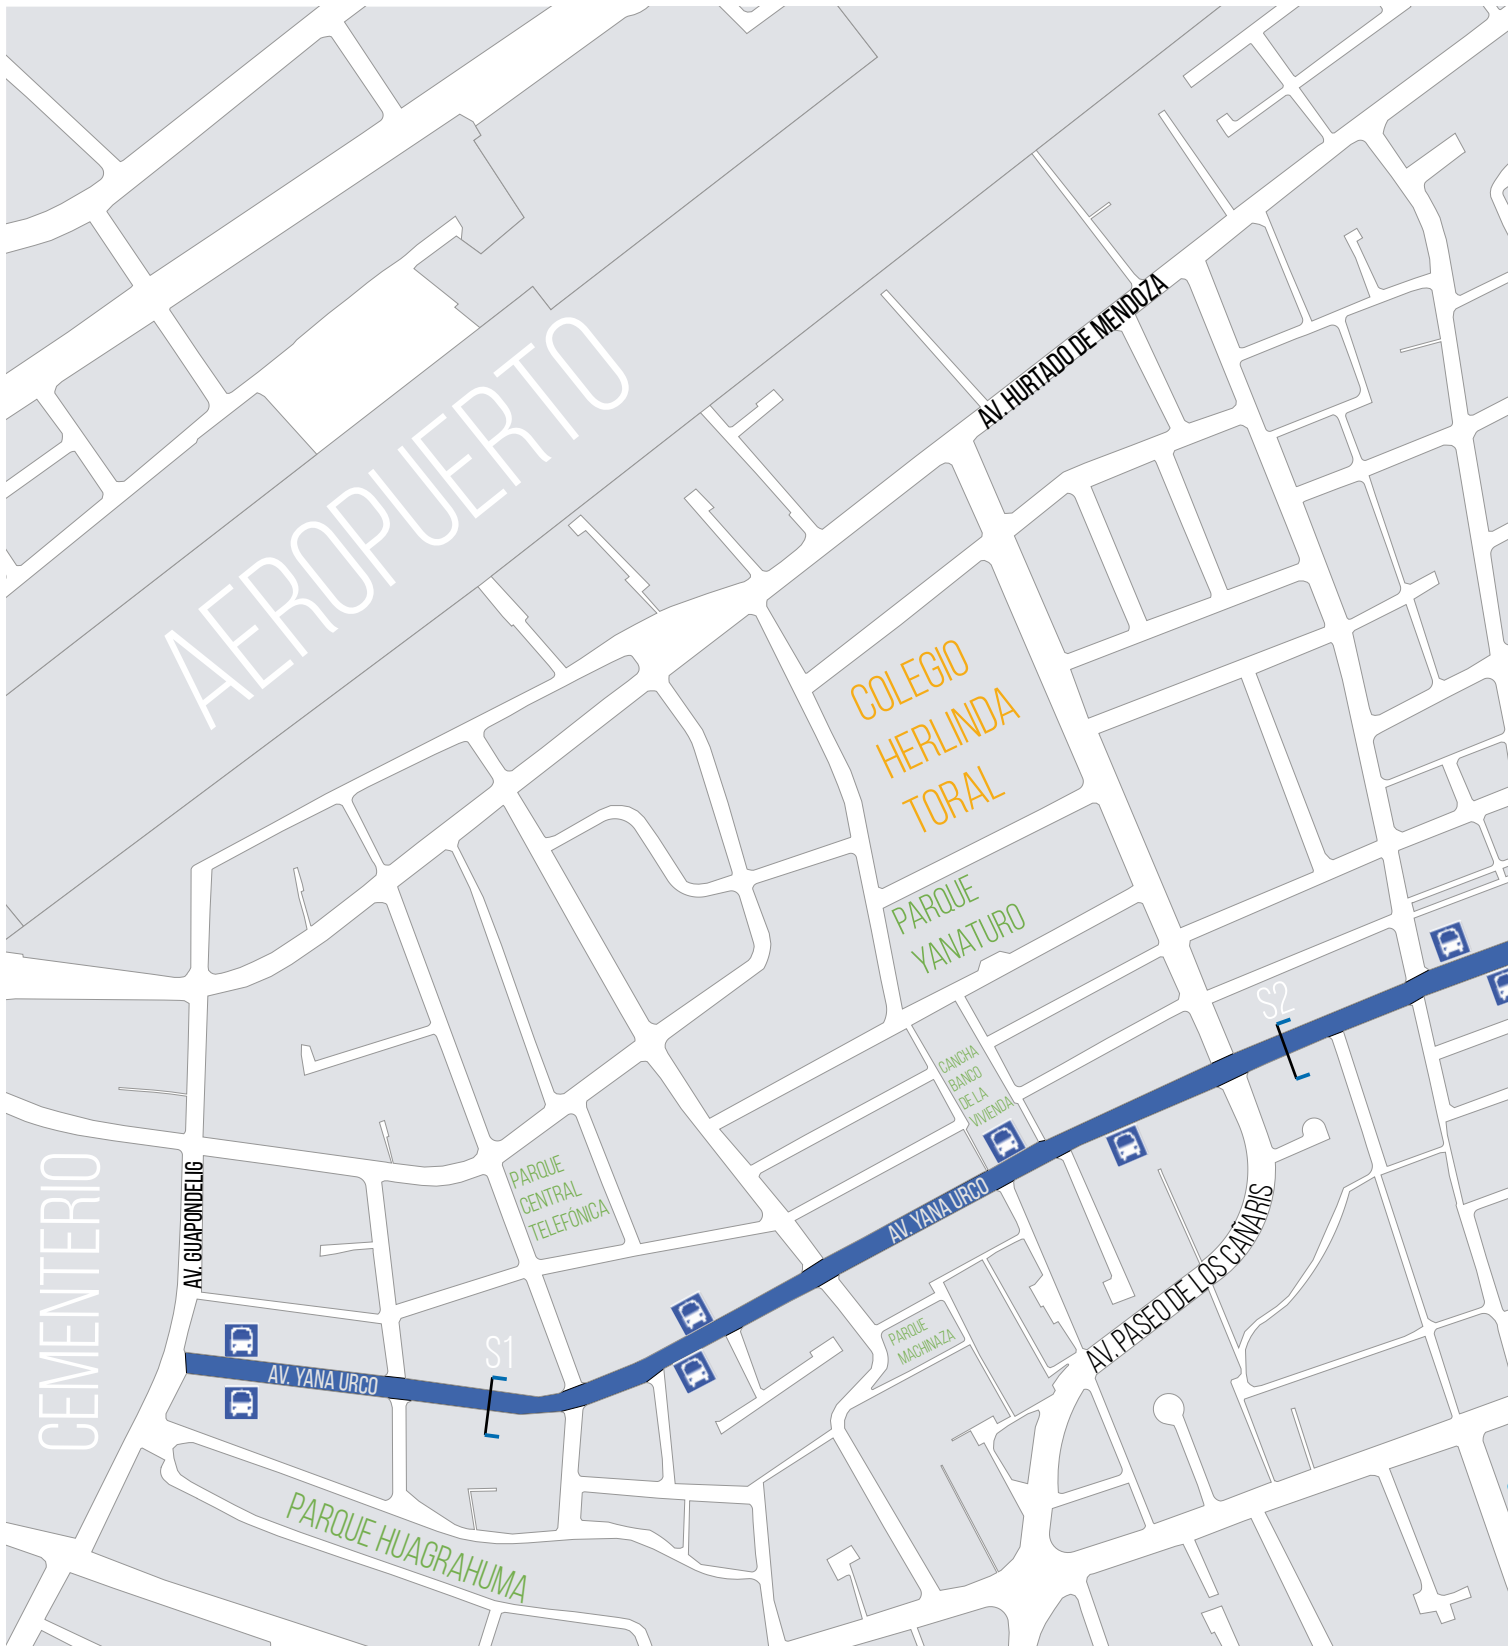 AEROPUERTO
AV. HURTADO DE MENDOZA
COLEGIO
HERLINDA
TORAL
PARQUE
YANATURO
S2
CANCHA
BANCO
DE LA
VIVIENDA
CEMENTERIO
AV. GUAPONDELIG
PARQUE
CENTRAL
TELEFÓNICA
AV. YANA URCO
AV. PASEO DE LOS CAÑARIS
PARQUE
MACHINAZA
S1
AV. YANA URCO
PARQUE HUAGRAHUMA